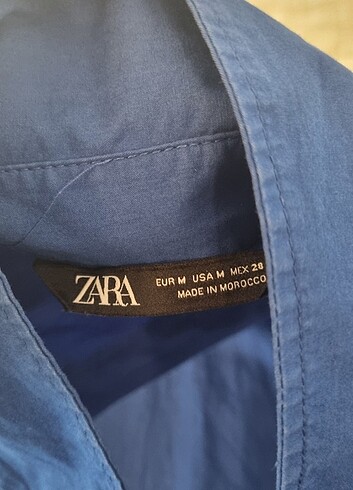 ZARA
EUR M USA M MEX 28
MADE IN MOROCCO